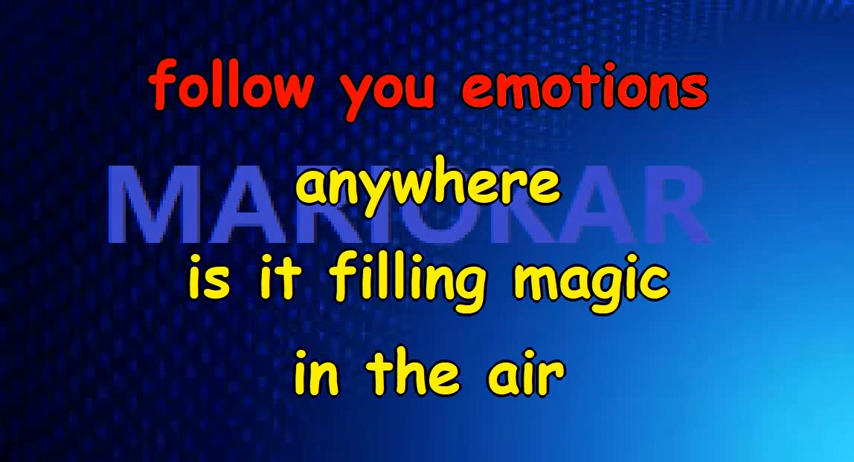 follow you emotions
MARIOKAR
anywhere
is it filling magic
in the air